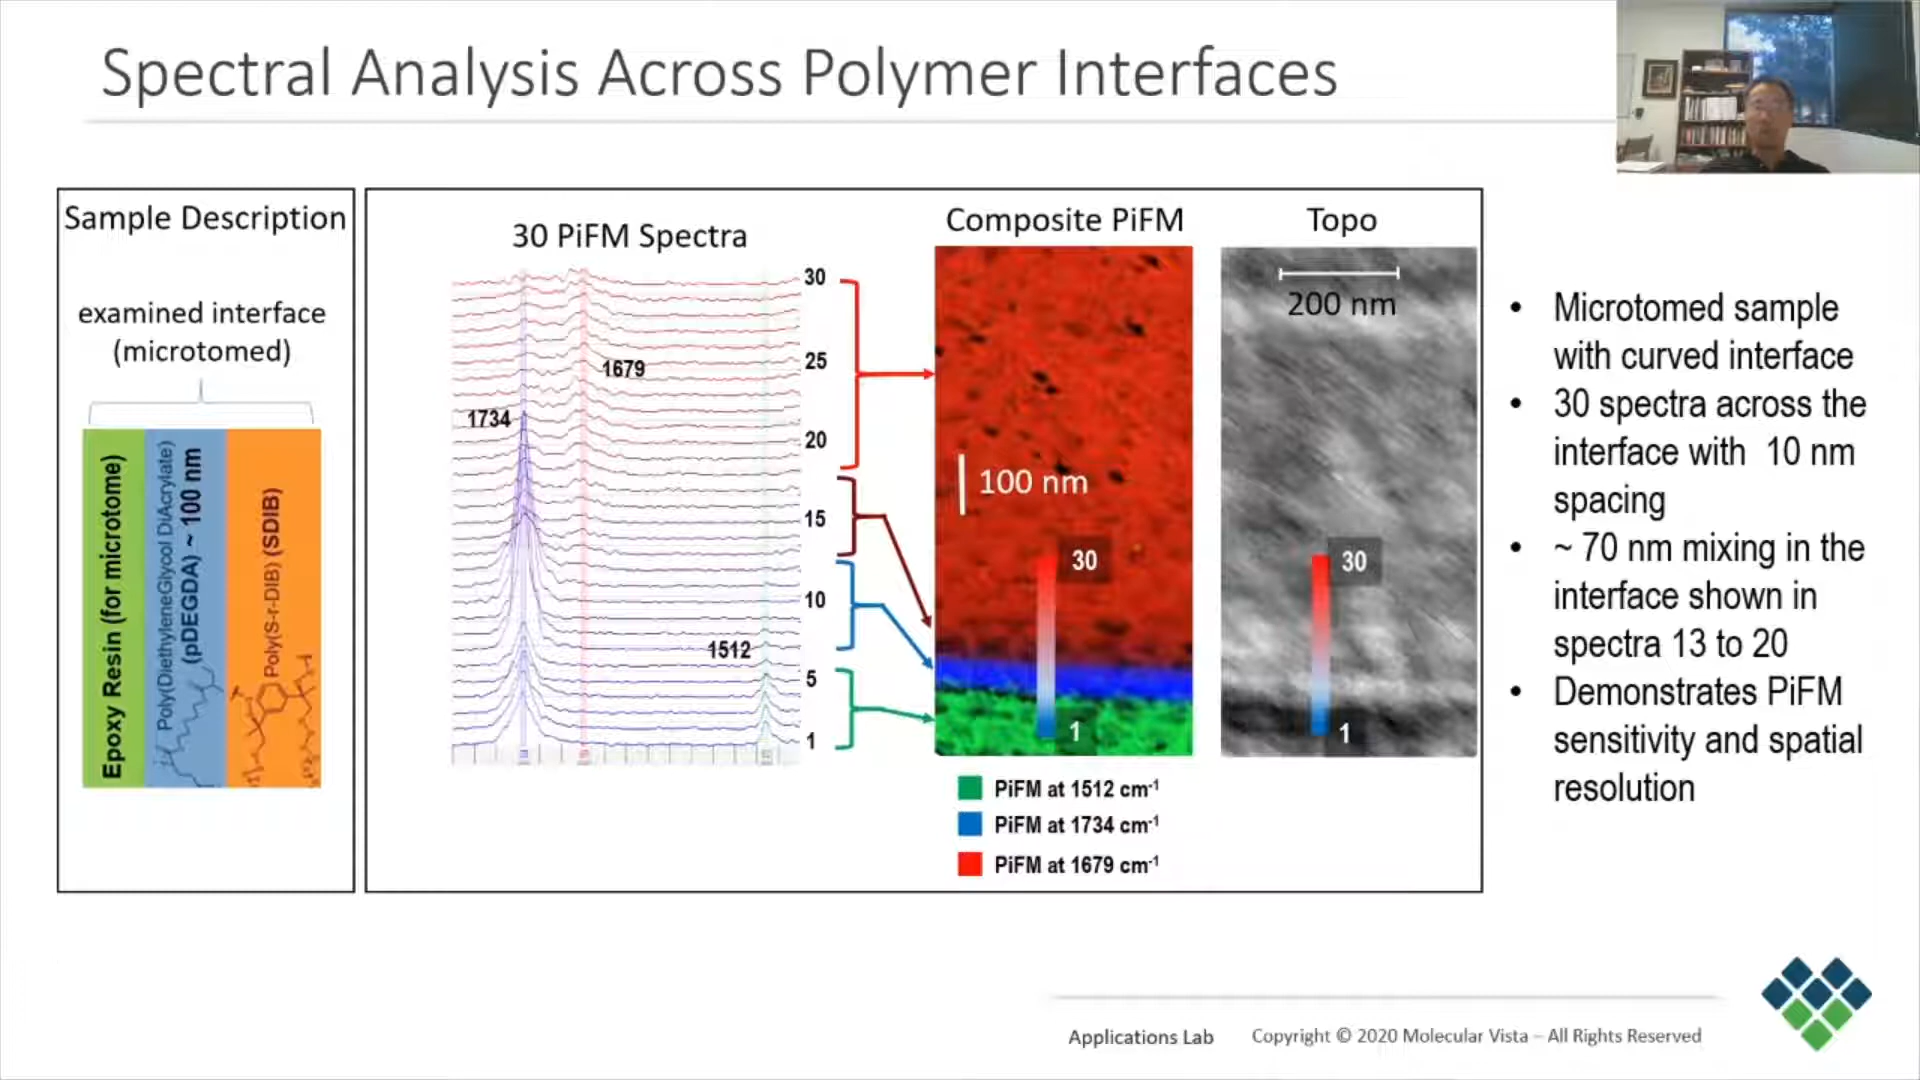 Spectral Analysis Across Polymer Interfaces
Sample Description
examined interface
(microtomed)
Epoxy Resin (for microtome)
Poly(DiethyleneGlycol DiAcrylate)
(pDEGDA) ~ 100 nm
Poly(S-r-DIB) (SDIB)
30 PiFM Spectra
30
25
20
15
10
5
1
1679
1734
1512
Composite PiFM
100 nm
30
1
Topo
200 nm
30
1
PiFM at 1512 cm-1
PiFM at 1734 cm-1
PiFM at 1679 cm-1
• Microtomed sample
with curved interface
• 30 spectra across the
interface with 10 nm
spacing
• ~ 70 nm mixing in the
interface shown in
spectra 13 to 20
• Demonstrates PiFM
sensitivity and spatial
resolution
Applications Lab
Copyright © 2020 Molecular Vista – All Rights Reserved